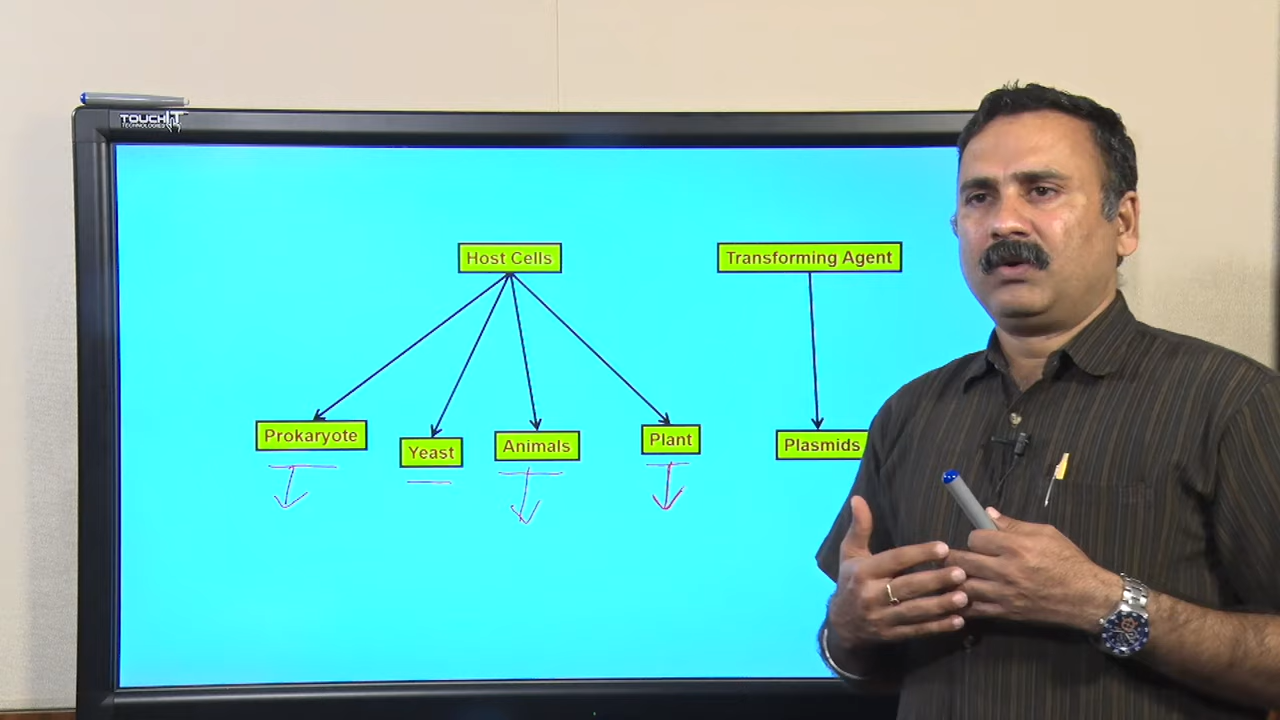 TOUCHIT
TECHNOLOGIES
Host Cells
Transforming Agent
Prokaryote
Yeast
Animals
Plant
Plasmids